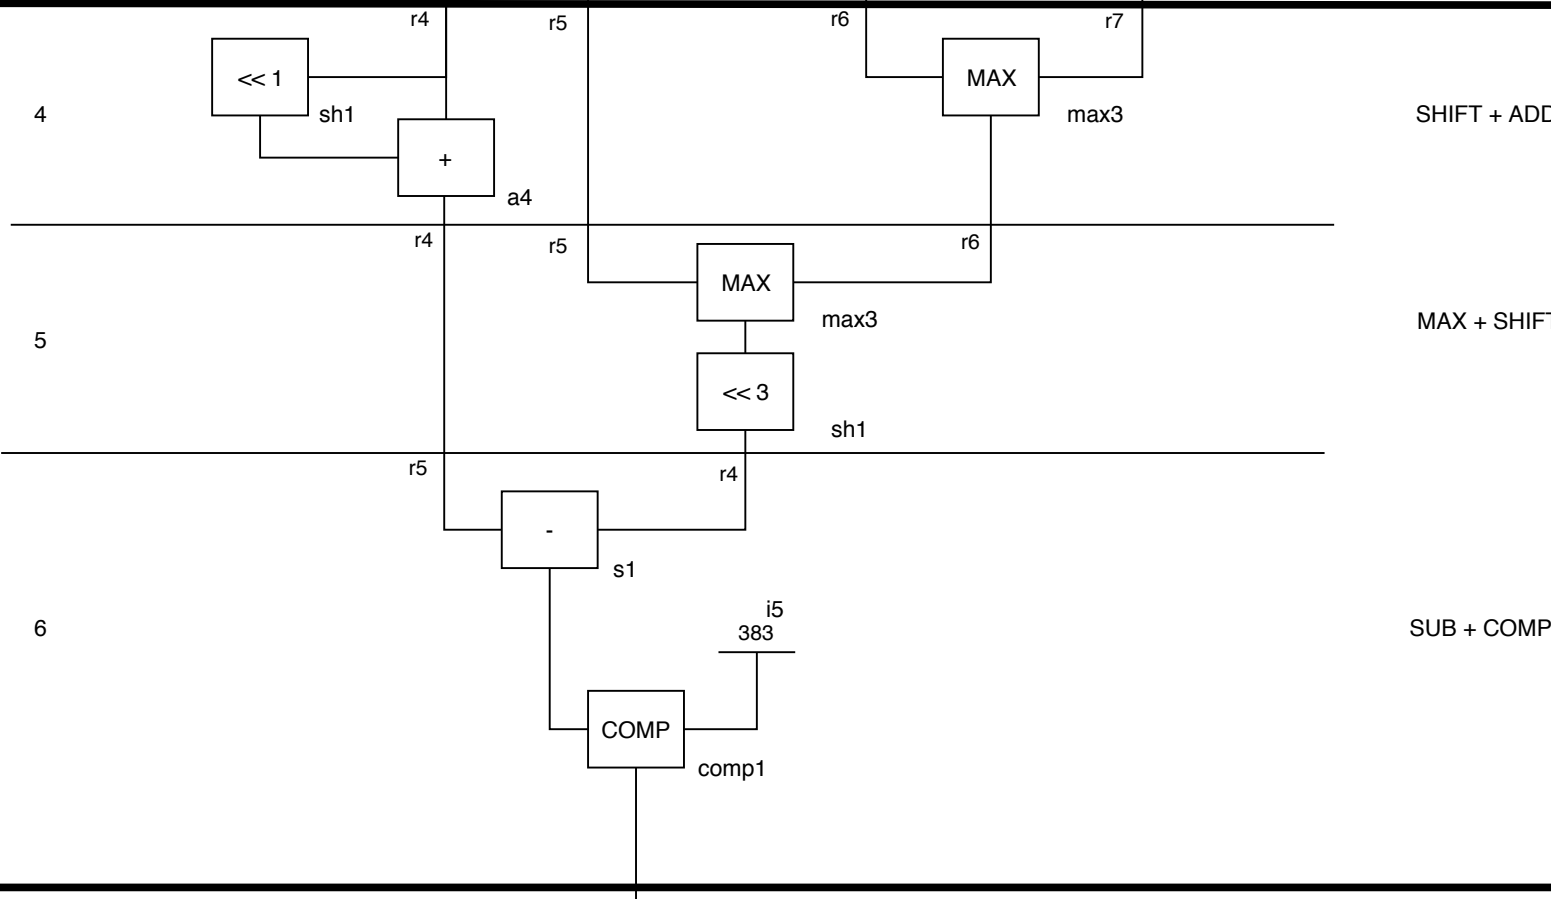 r4
r5
r6
r7
<< 1
MAX
4
sh1
max3
SHIFT + ADD
+
a4
r4
r5
r6
MAX
max3
MAX + SHIFT
5
<< 3
sh1
r5
r4
-
s1
i5
6
383
SUB + COMP
COMP
comp1